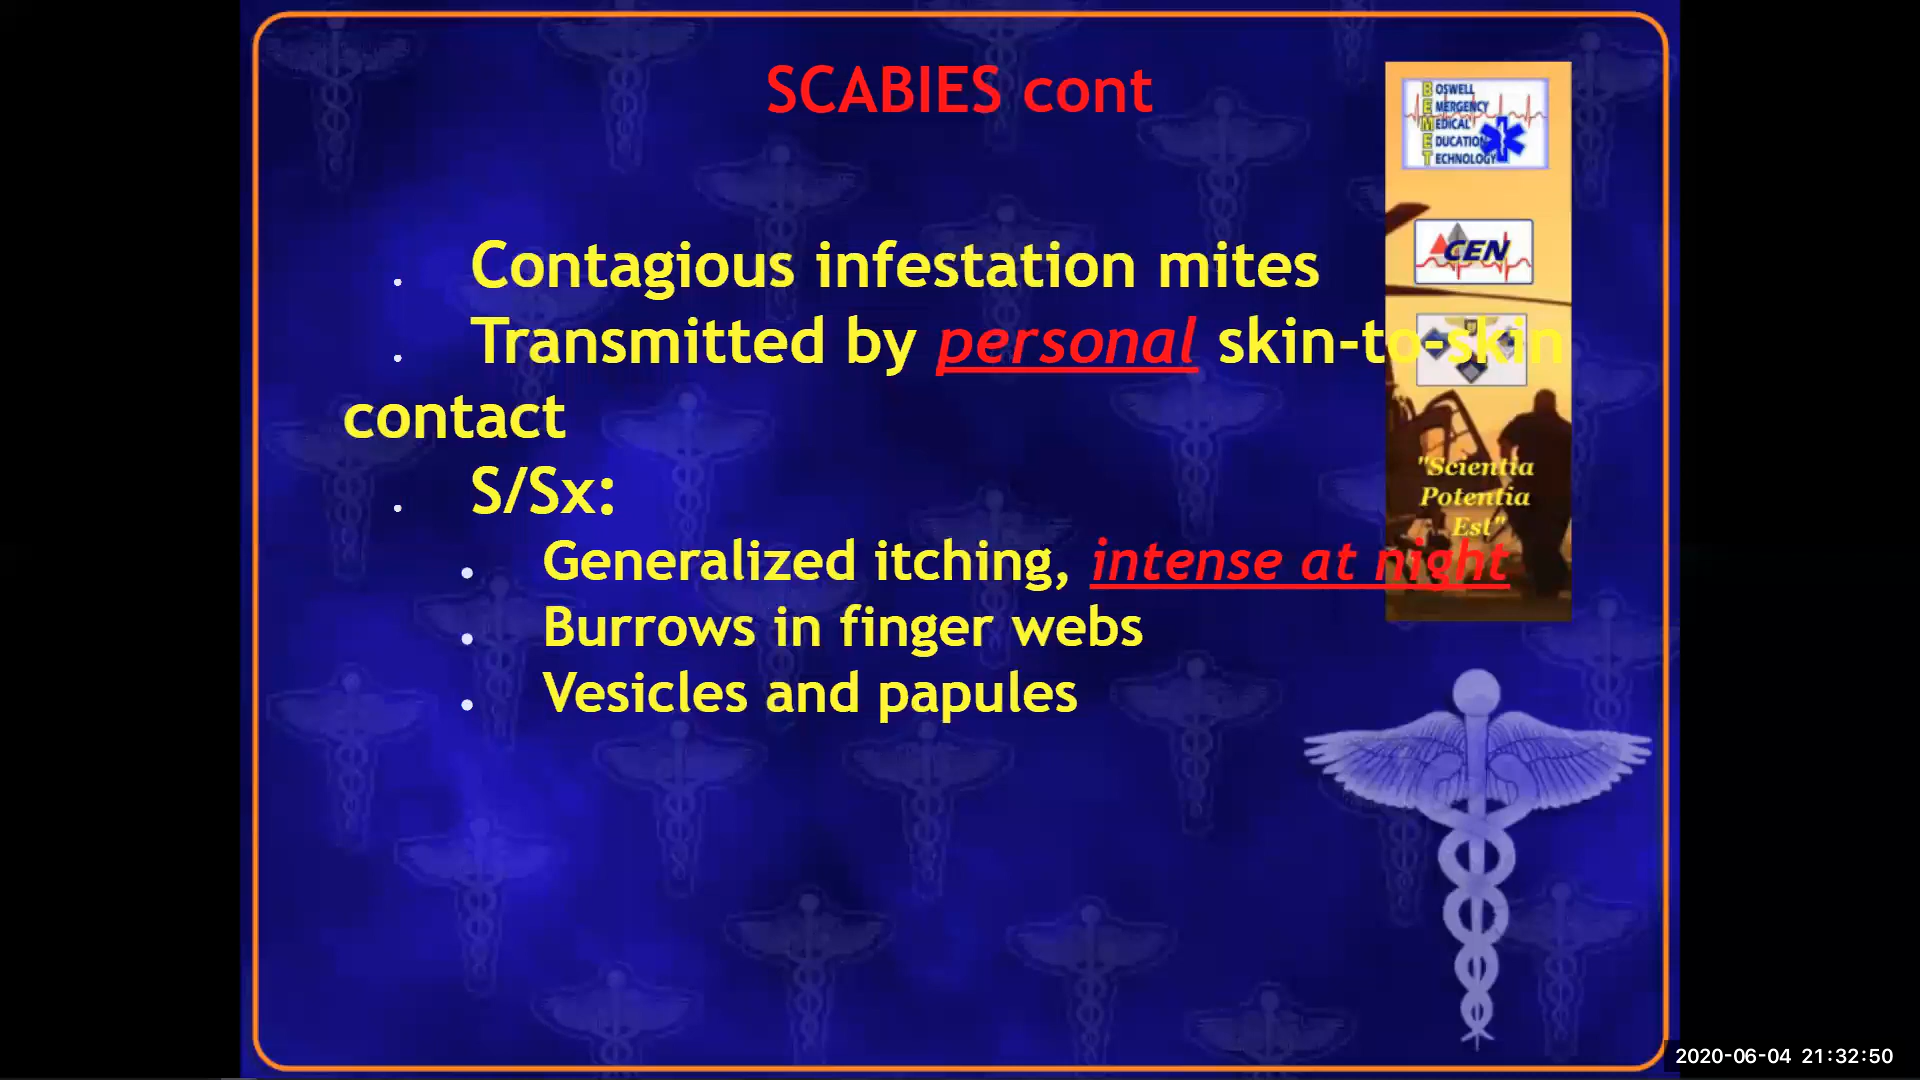 SCABIES cont
BOSWELL
EMERGENCY
MEDICAL
EDUCATION
TECHNOLOGY
CEN
Contagious infestation mites
Transmitted by personal skin-to-skin
contact
S/Sx:
"Scientia
Potentia
Est"
Generalized itching, intense at night
Burrows in finger webs
Vesicles and papules
2020-06-04 21:32:50